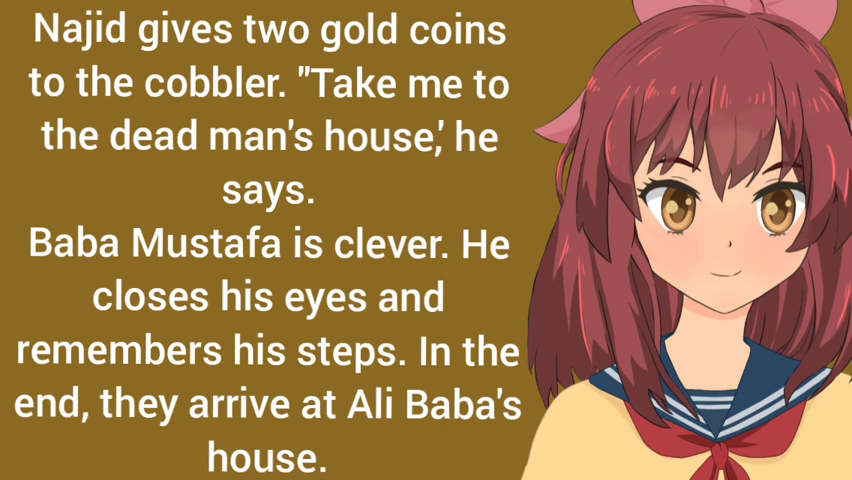 Najid gives two gold coins
to the cobbler. "Take me to
the dead man's house,' he
says.
Baba Mustafa is clever. He
closes his eyes and
remembers his steps. In the
end, they arrive at Ali Baba's
house.